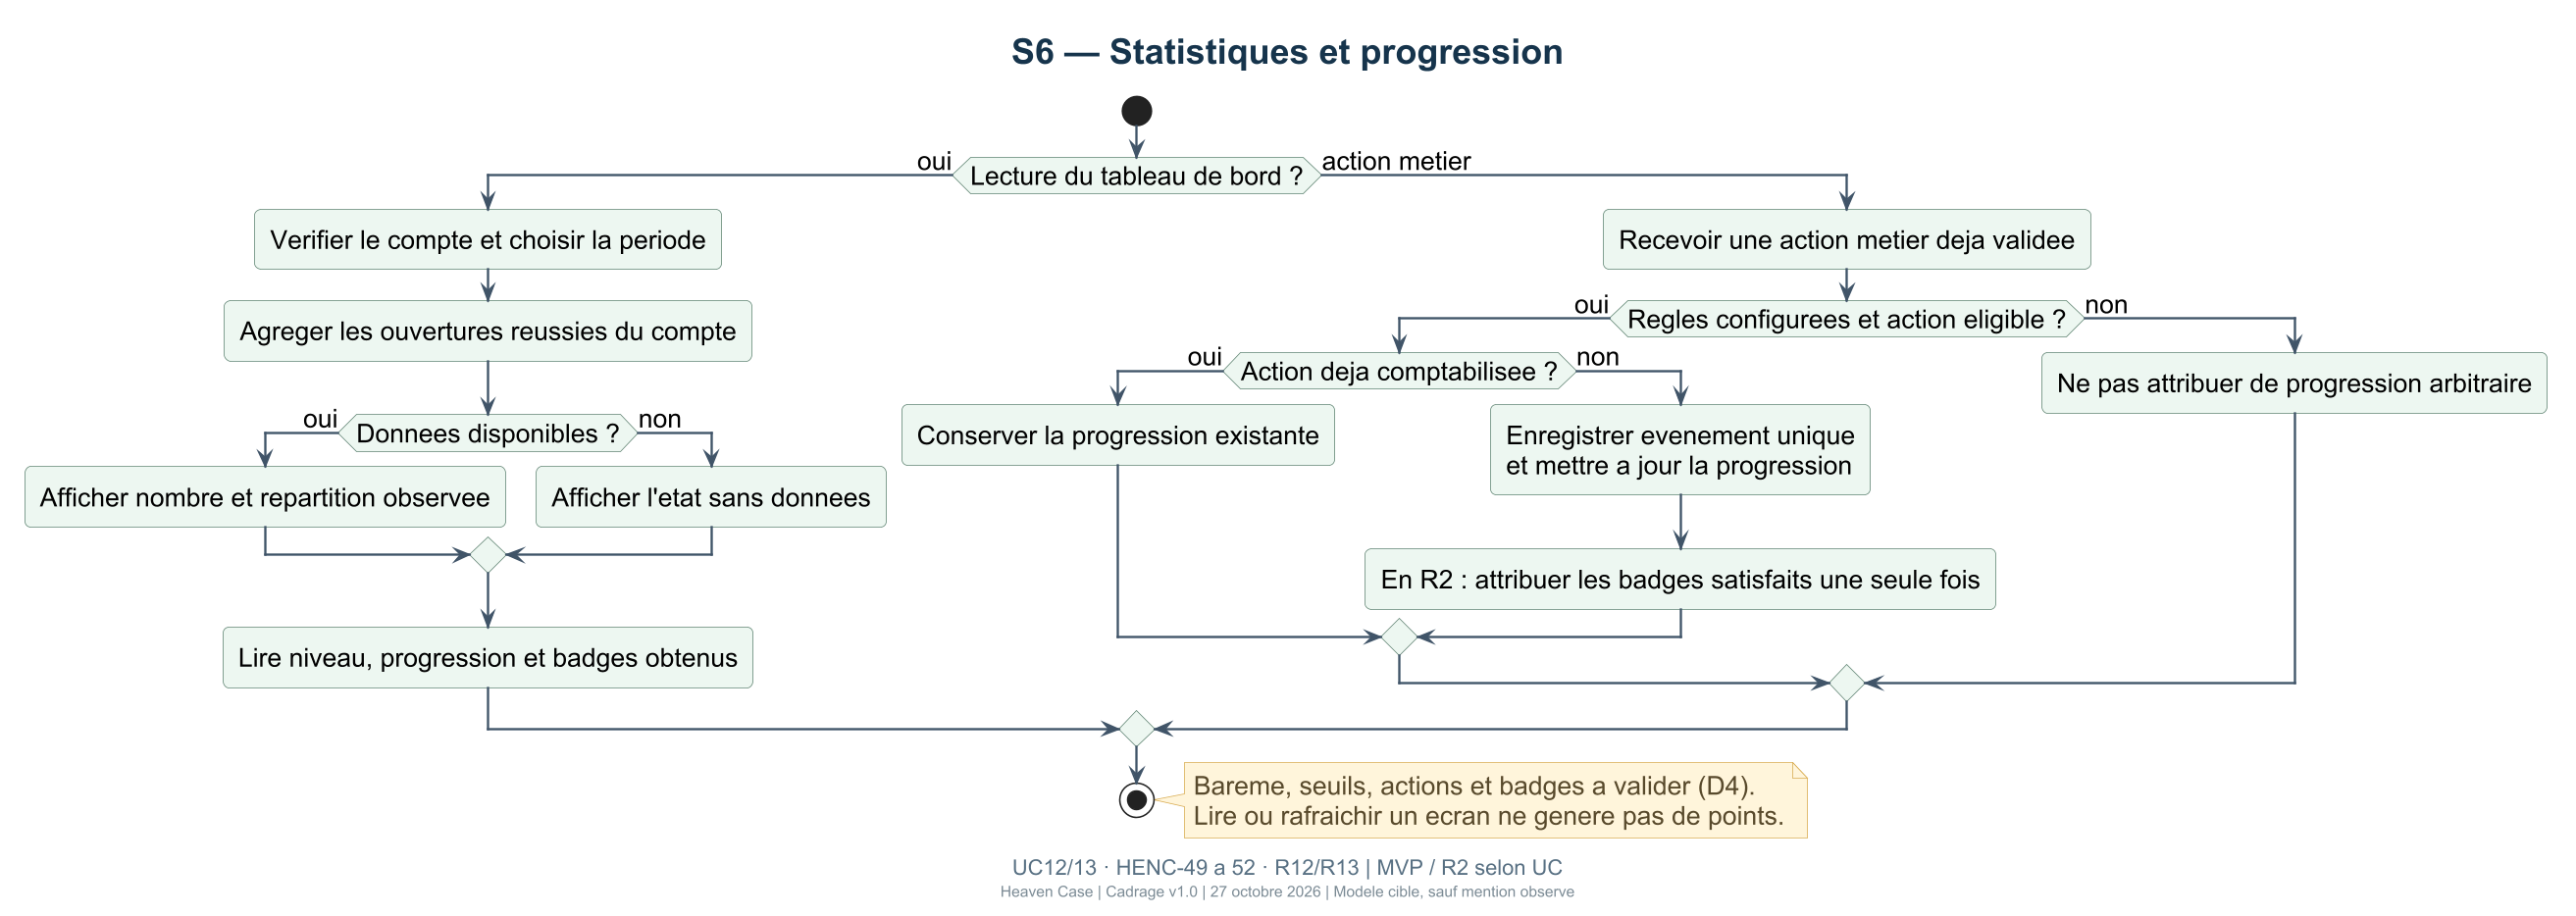 S6 — Statistiques et progression
oui
Lecture du tableau de bord ?
action metier
Verifier le compte et choisir la periode
Agreger les ouvertures reussies du compte
oui
Donnees disponibles ?
non
Afficher nombre et repartition observee
Afficher l'etat sans donnees
Lire niveau, progression et badges obtenus
Recevoir une action metier deja validee
oui
Regles configurees et action eligible ?
non
oui
Action deja comptabilisee ?
non
Conserver la progression existante
Enregistrer evenement unique
et mettre a jour la progression
En R2 : attribuer les badges satisfaits une seule fois
Ne pas attribuer de progression arbitraire
Bareme, seuils, actions et badges a valider (D4).
Lire ou rafraichir un ecran ne genere pas de points.
UC12/13 · HENC-49 a 52 · R12/R13 | MVP / R2 selon UC
Heaven Case | Cadrage v1.0 | 27 octobre 2026 | Modele cible, sauf mention observe